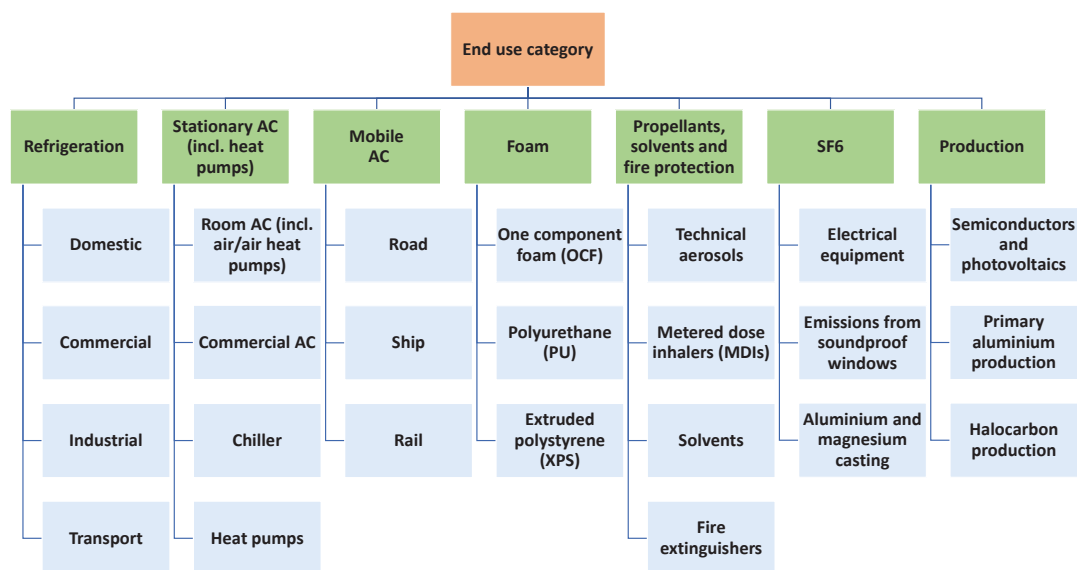 End use category
Refrigeration
Stationary AC
(incl. heat
pumps)
Mobile
AC
Foam
Propellants,
solvents and
fire protection
SF6
Production
Domestic
Room AC (incl.
air/air heat
pumps)
Road
One component
foam (OCF)
Technical
aerosols
Electrical
equipment
Semiconductors
and
photovoltaics
Commercial
Commercial AC
Ship
Polyurethane
(PU)
Metered dose
inhalers (MDIs)
Emissions from
soundproof
windows
Primary
aluminium
production
Industrial
Chiller
Rail
Extruded
polystyrene
(XPS)
Solvents
Aluminium and
magnesium
casting
Halocarbon
production
Transport
Heat pumps
Fire
extinguishers